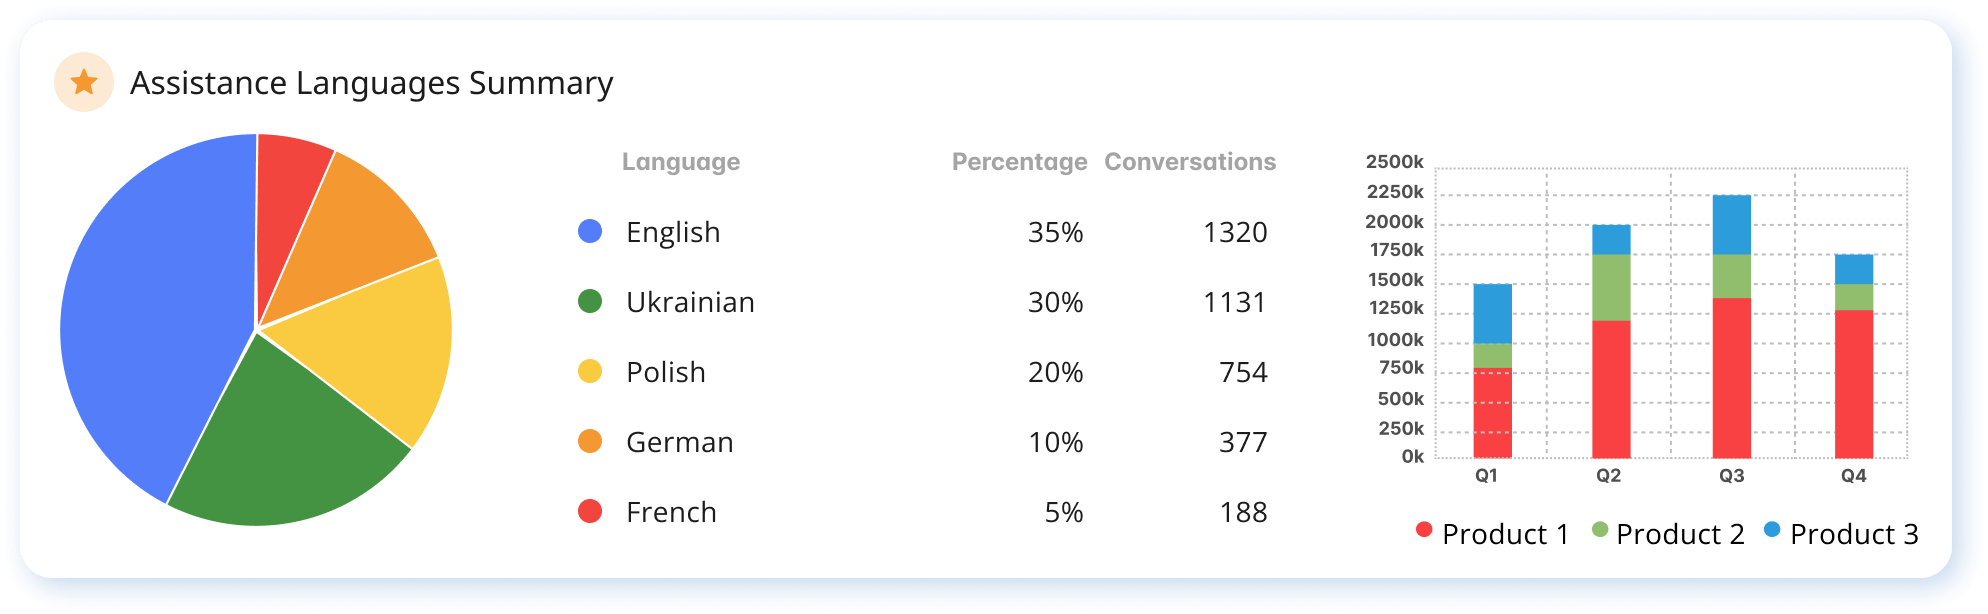 Assistance Languages Summary
Language Percentage Conversations
English 35% 1320
Ukrainian 30% 1131
Polish 20% 754
German 10% 377
French 5% 188
2500k
2250k
2000k
1750k
1500k
1250k
1000k
750k
500k
250k
0k
Q1 Q2 Q3 Q4
Product 1 Product 2 Product 3